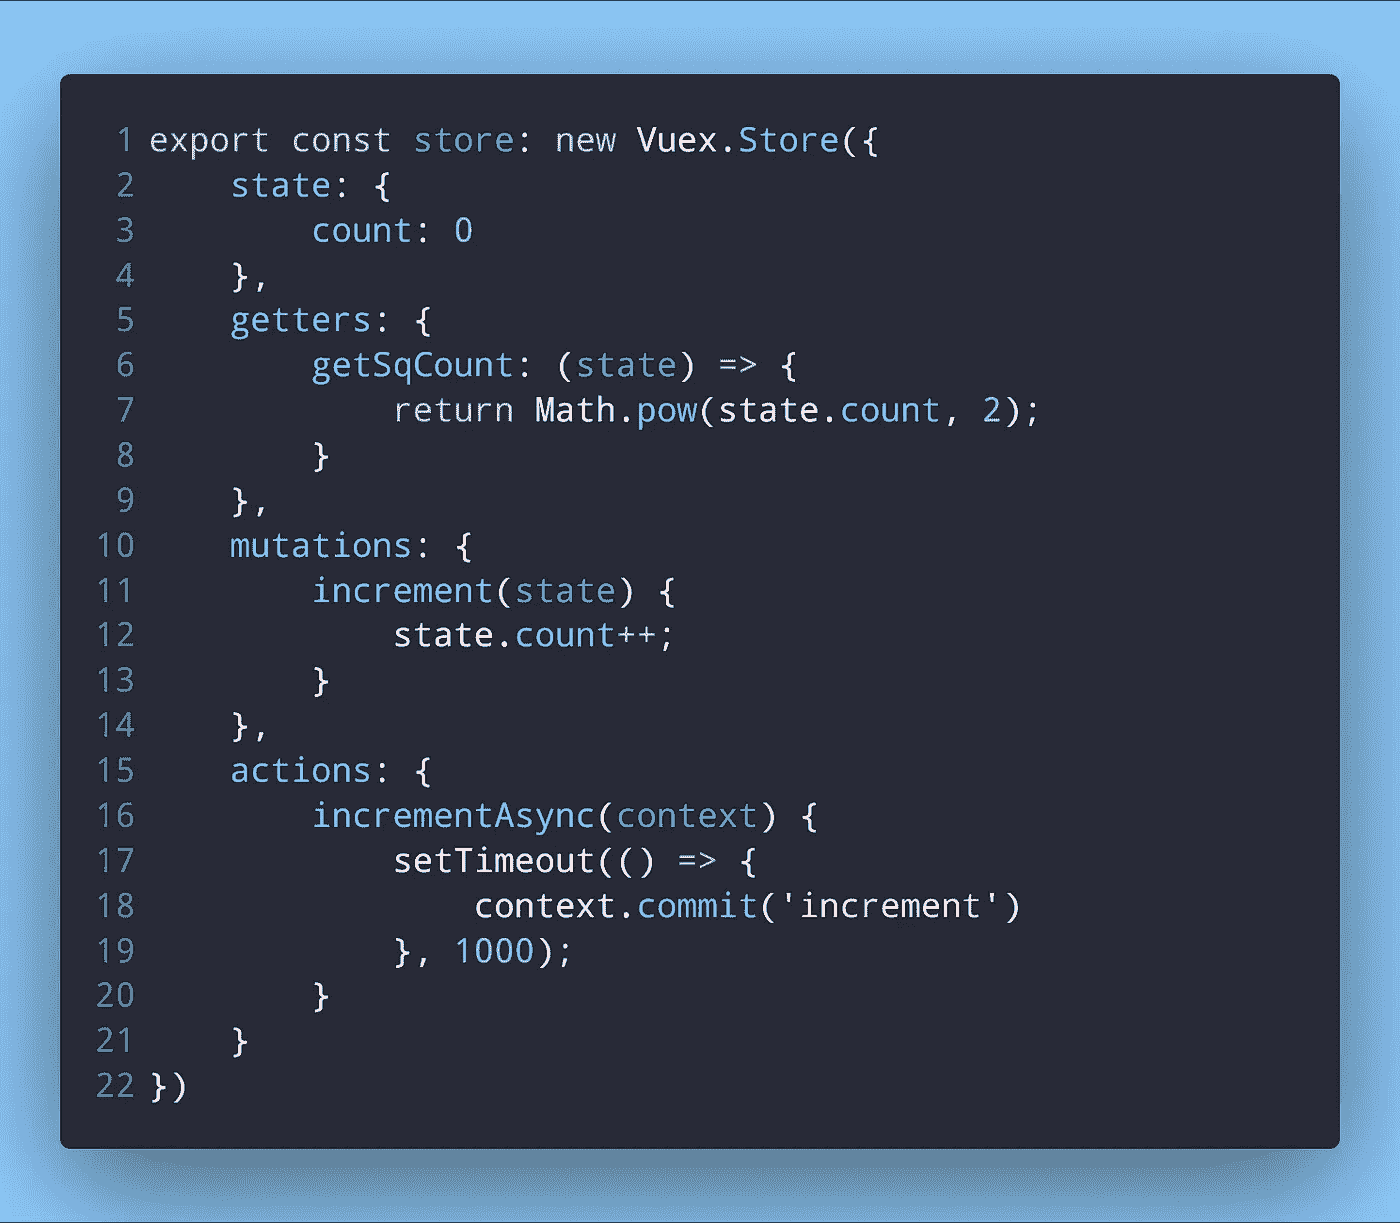 1 export const store: new Vuex.Store({
2     state: {
3         count: 0
4     },
5     getters: {
6         getSqCount: (state) => {
7             return Math.pow(state.count, 2);
8         }
9     },
10     mutations: {
11         increment(state) {
12             state.count++;
13         }
14     },
15     actions: {
16         incrementAsync(context) {
17             setTimeout(() => {
18                 context.commit('increment')
19             }, 1000);
20         }
21     }
22 })